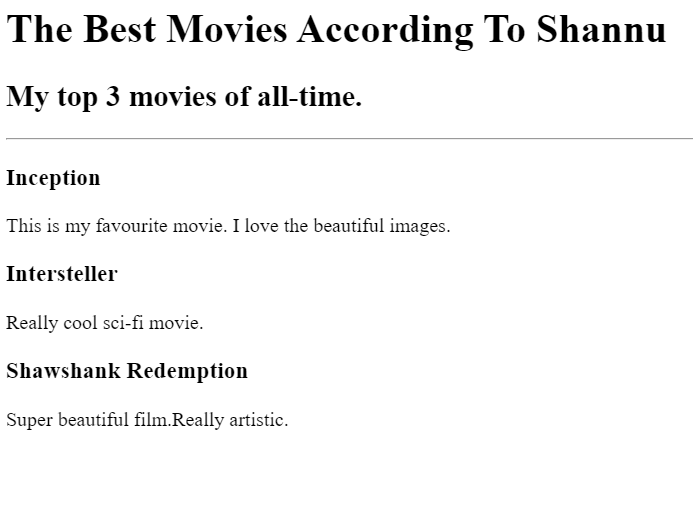 The Best Movies According To Shannu
My top 3 movies of all-time.
Inception
This is my favourite movie. I love the beautiful images.
Intersteller
Really cool sci-fi movie.
Shawshank Redemption
Super beautiful film.Really artistic.